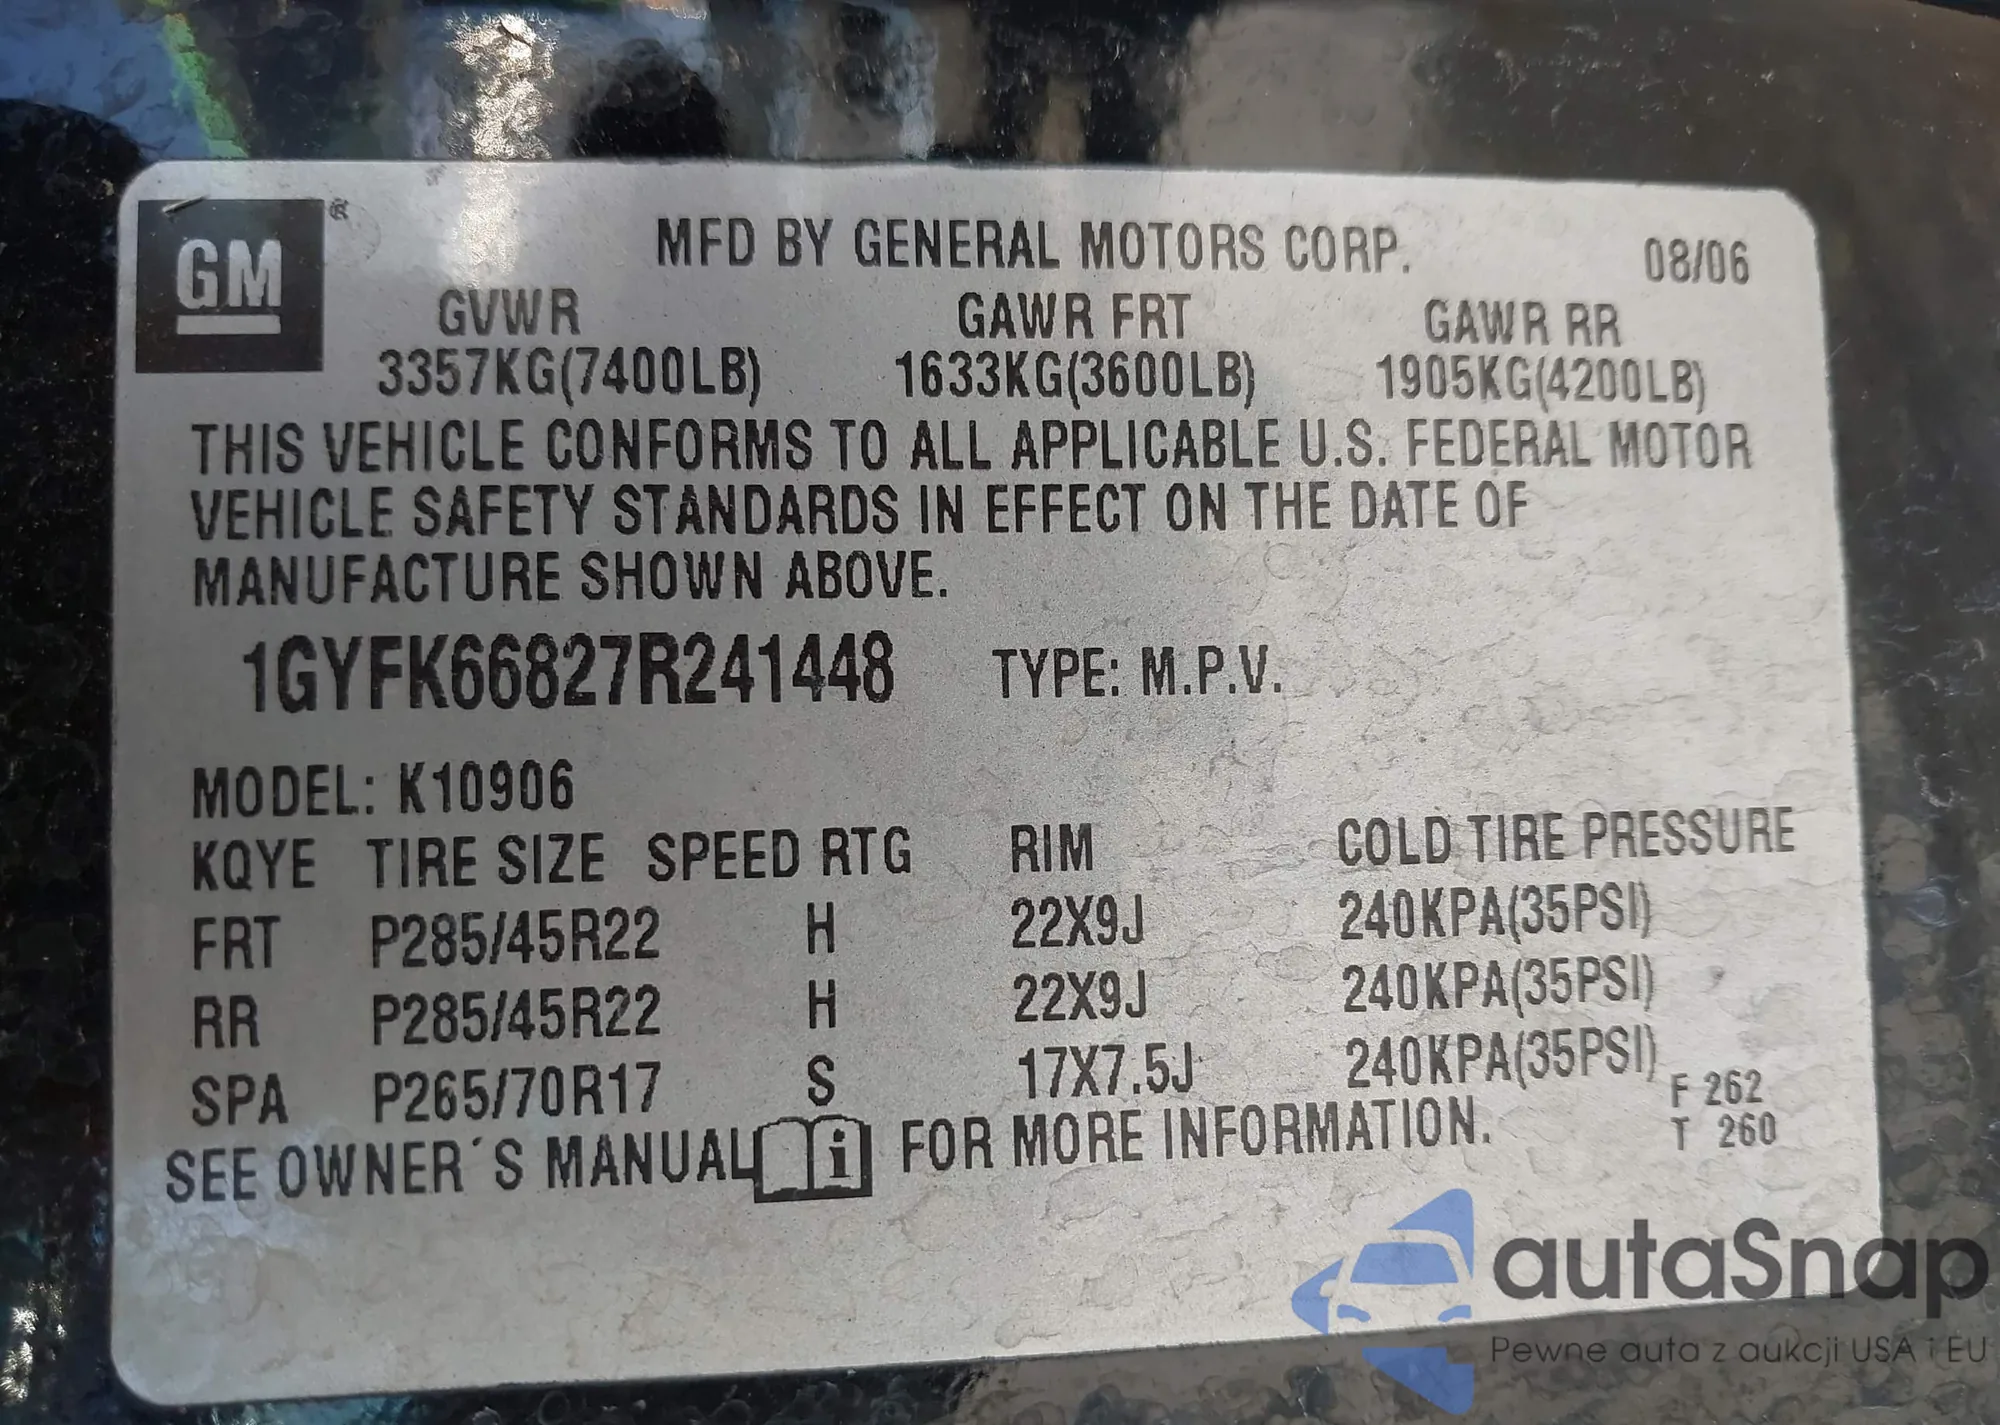 GM ®
MFD BY GENERAL MOTORS CORP. 08/06
GVWR GAWR FRT GAWR RR
3357KG(7400LB) 1633KG(3600LB) 1905KG(4200LB)
THIS VEHICLE CONFORMS TO ALL APPLICABLE U.S. FEDERAL MOTOR
VEHICLE SAFETY STANDARDS IN EFFECT ON THE DATE OF
MANUFACTURE SHOWN ABOVE.
1GYFK66827R241448 TYPE: M.P.V.
MODEL: K10906
KQYE TIRE SIZE SPEED RTG RIM COLD TIRE PRESSURE
FRT P285/45R22 H 22X9J 240KPA(35PSI)
RR P285/45R22 H 22X9J 240KPA(35PSI)
SPA P265/70R17 S 17X7.5J 240KPA(35PSI)
F 262
T 260
SEE OWNER´S MANUAL i FOR MORE INFORMATION.
autaSnap
Pewne auta z aukcji USA i EU